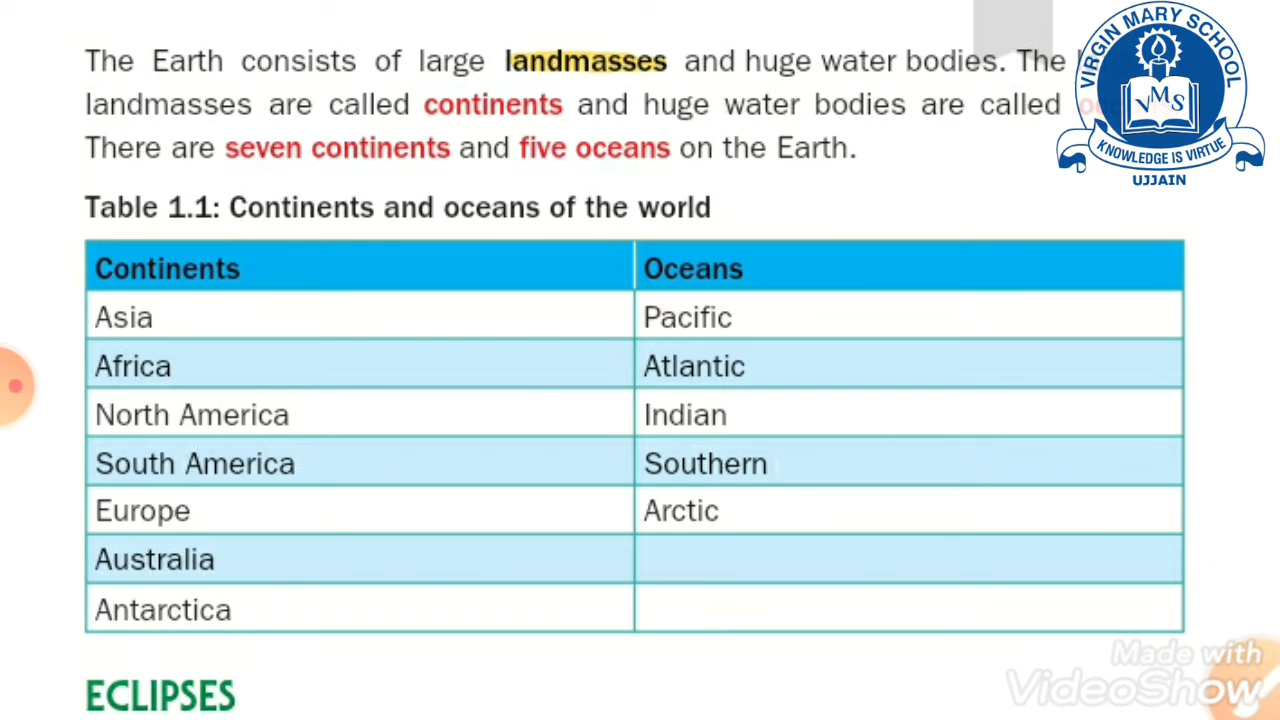 The Earth consists of large landmasses and huge water bodies. The
landmasses are called continents and huge water bodies are called
There are seven continents and five oceans on the Earth.
Table 1.1: Continents and oceans of the world
Continents Oceans
Asia Pacific
Africa Atlantic
North America Indian
South America Southern
Europe Arctic
Australia
Antarctica
ECLIPSES
VIRGIN MARY SCHOOL
VMS
KNOWLEDGE IS VIRTUE
UJJAIN
Made with
VideoShow